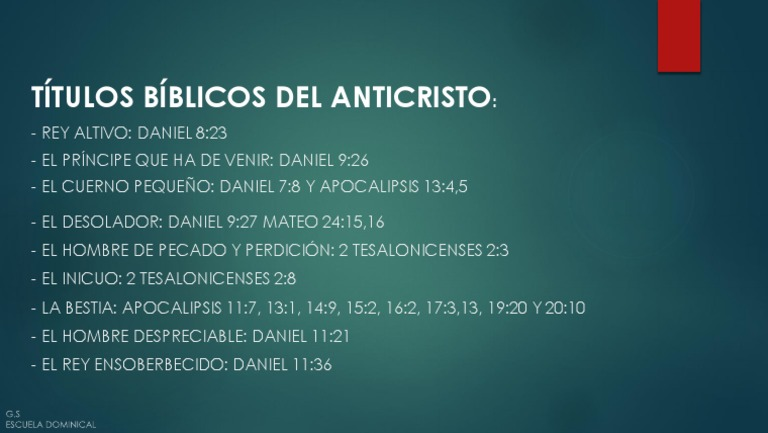 TÍTULOS BÍBLICOS DEL ANTICRISTO:
- REY ALTIVO: DANIEL 8:23
- EL PRÍNCIPE QUE HA DE VENIR: DANIEL 9:26
- EL CUERNO PEQUEÑO: DANIEL 7:8 Y APOCALIPSIS 13:4,5
- EL DESOLADOR: DANIEL 9:27 MATEO 24:15,16
- EL HOMBRE DE PECADO Y PERDICIÓN: 2 TESALONICENSES 2:3
- EL INICUO: 2 TESALONICENSES 2:8
- LA BESTIA: APOCALIPSIS 11:7, 13:1, 14:9, 15:2, 16:2, 17:3,13, 19:20 Y 20:10
- EL HOMBRE DESPRECIABLE: DANIEL 11:21
- EL REY ENSOBERBECIDO: DANIEL 11:36
G.S
ESCUELA DOMINICAL